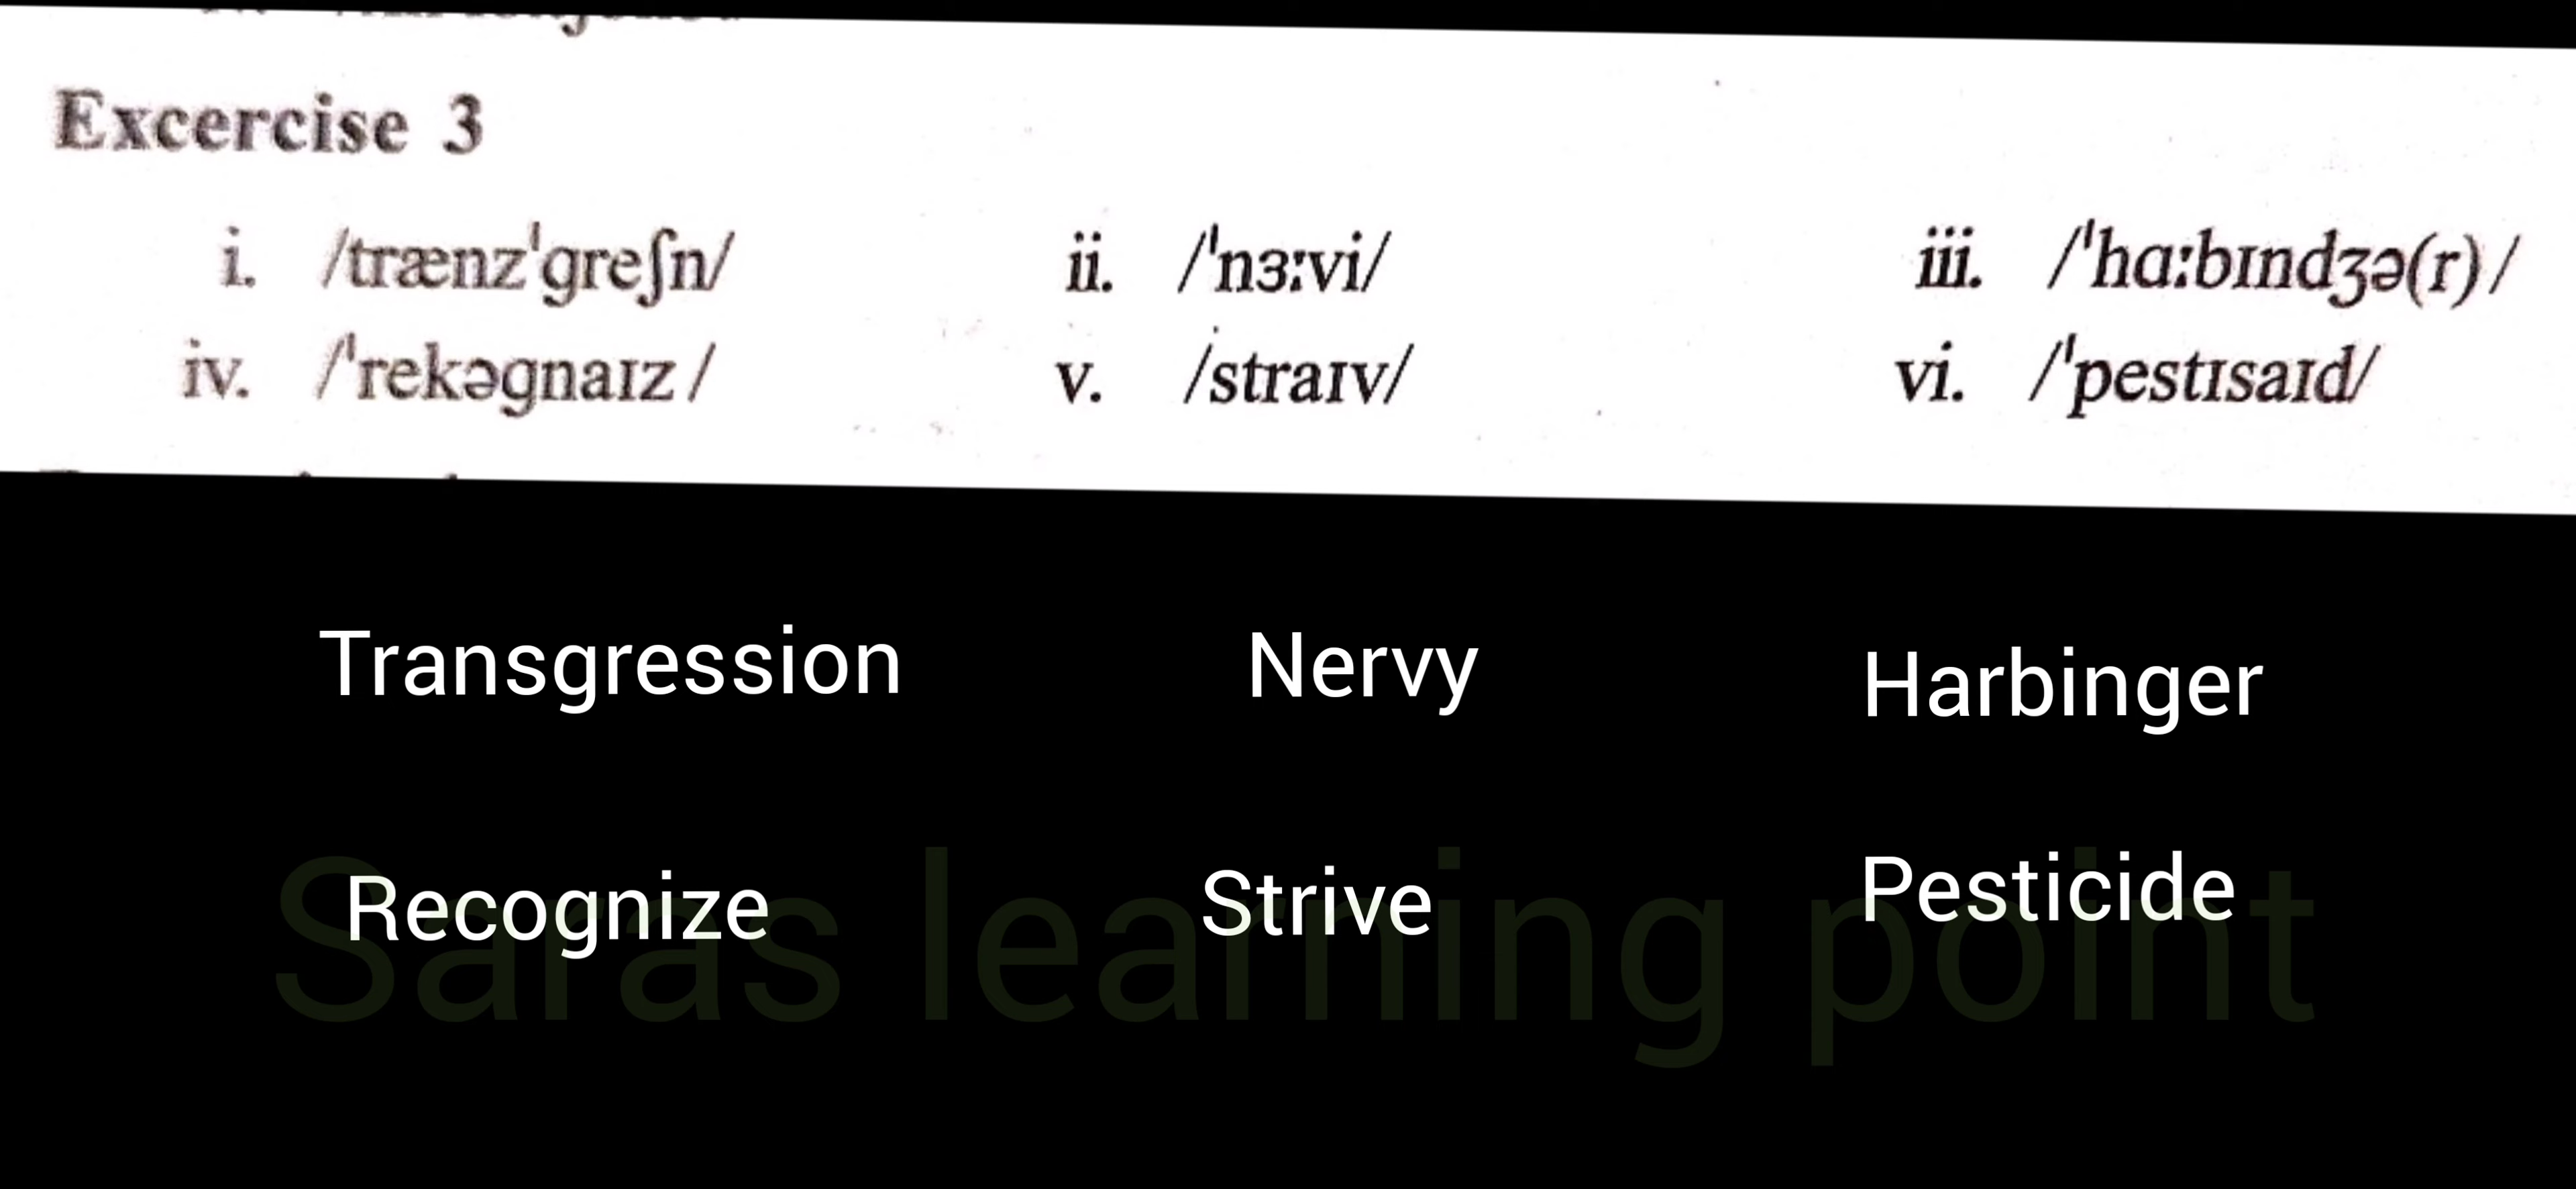 Excercise 3
i. /trænzˈɡreʃn/ ii. /ˈnɜːvi/ iii. /ˈhɑːbɪndʒə(r)/
iv. /ˈrekəɡnaɪz/ v. /straɪv/ vi. /ˈpestɪsaɪd/
Transgression Nervy Harbinger
Recognize Strive Pesticide
Saras learning point